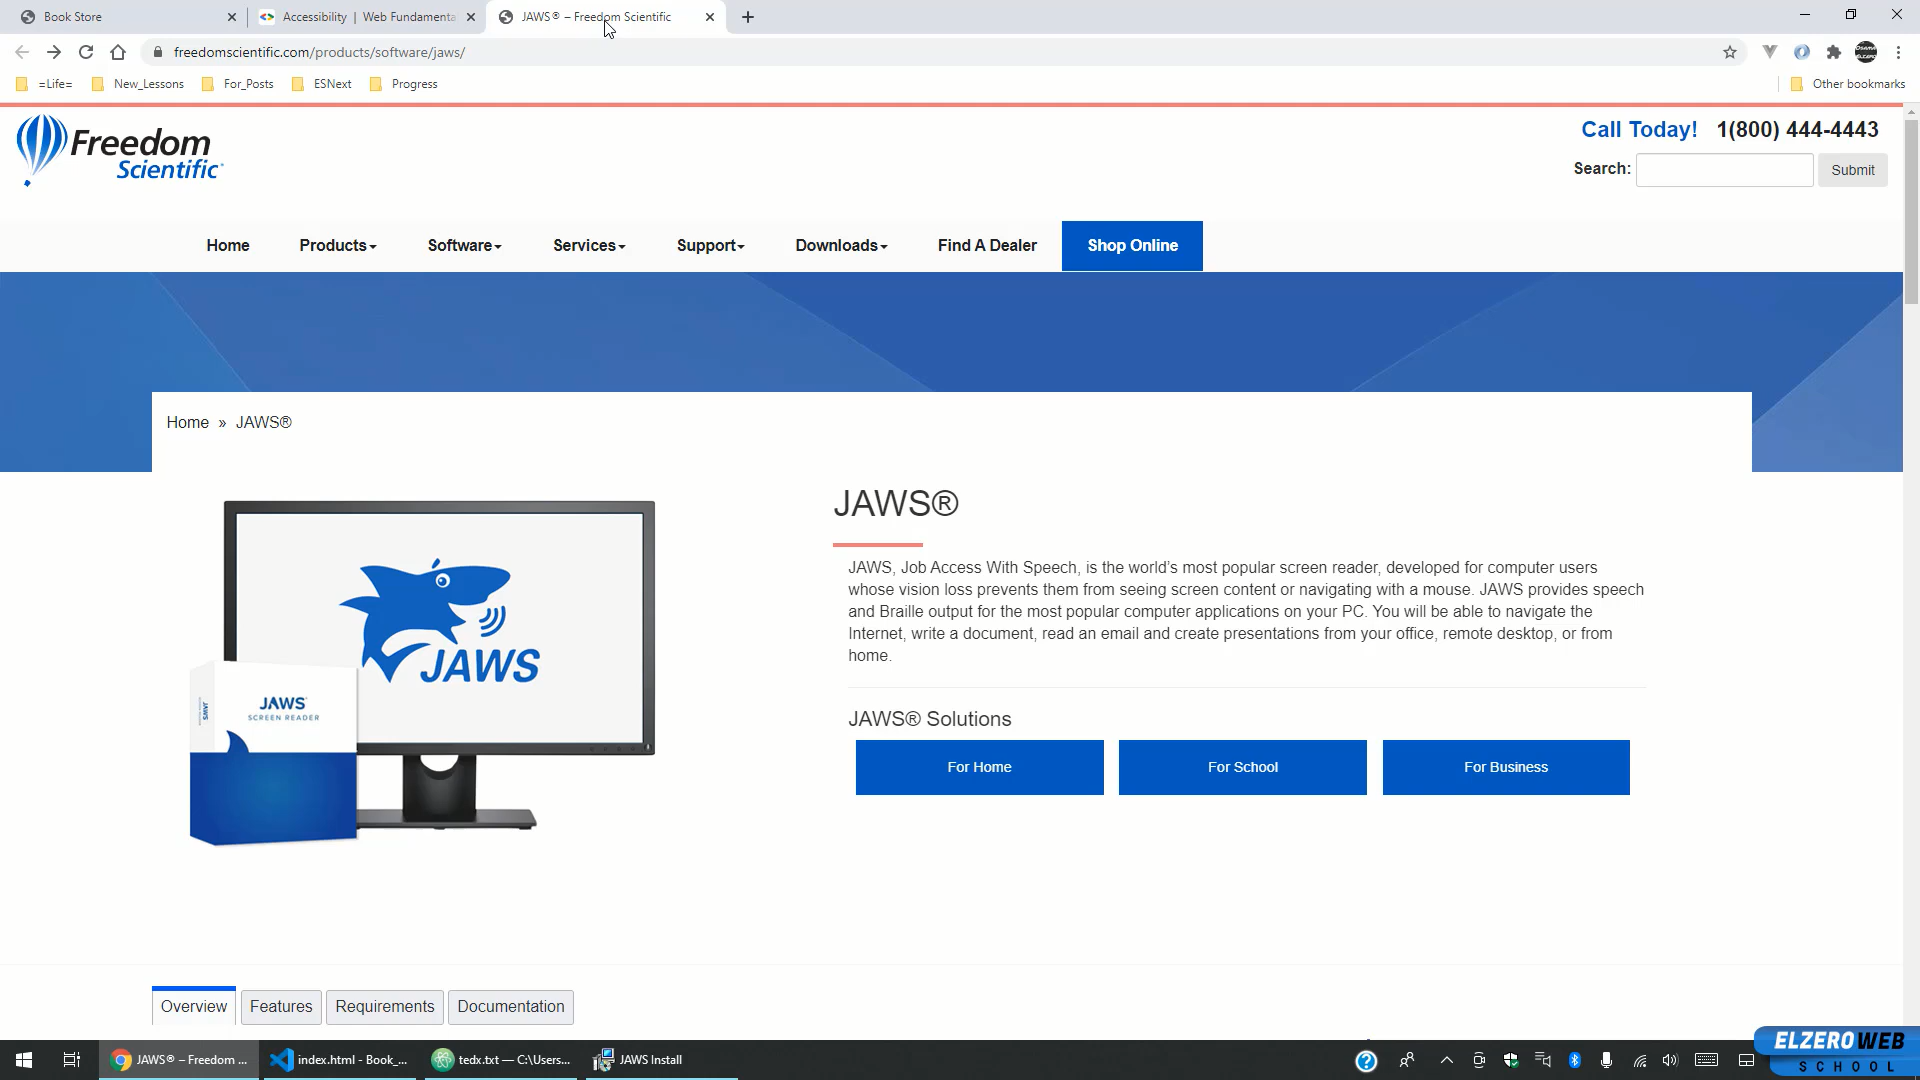 Book Store
Accessibility | Web Fundamenta
JAWS® – Freedom Scientific
freedomscientific.com/products/software/jaws/
=Life=
New_Lessons
For_Posts
ESNext
Progress
Other bookmarks
Freedom
Scientific
Call Today! 1(800) 444-4443
Search:
Submit
Home
Products
Software
Services
Support
Downloads
Find A Dealer
Shop Online
Home » JAWS®
JAWS
JAWS
SCREEN READER
JAWS
JAWS®
JAWS, Job Access With Speech, is the world’s most popular screen reader, developed for computer users
whose vision loss prevents them from seeing screen content or navigating with a mouse. JAWS provides speech
and Braille output for the most popular computer applications on your PC. You will be able to navigate the
Internet, write a document, read an email and create presentations from your office, remote desktop, or from
home.
JAWS® Solutions
For Home
For School
For Business
Overview
Features
Requirements
Documentation
JAWS® – Freedom ...
index.html - Book_...
tedx.txt — C:\Users...
JAWS Install
ELZEROWEB
SCHOOL